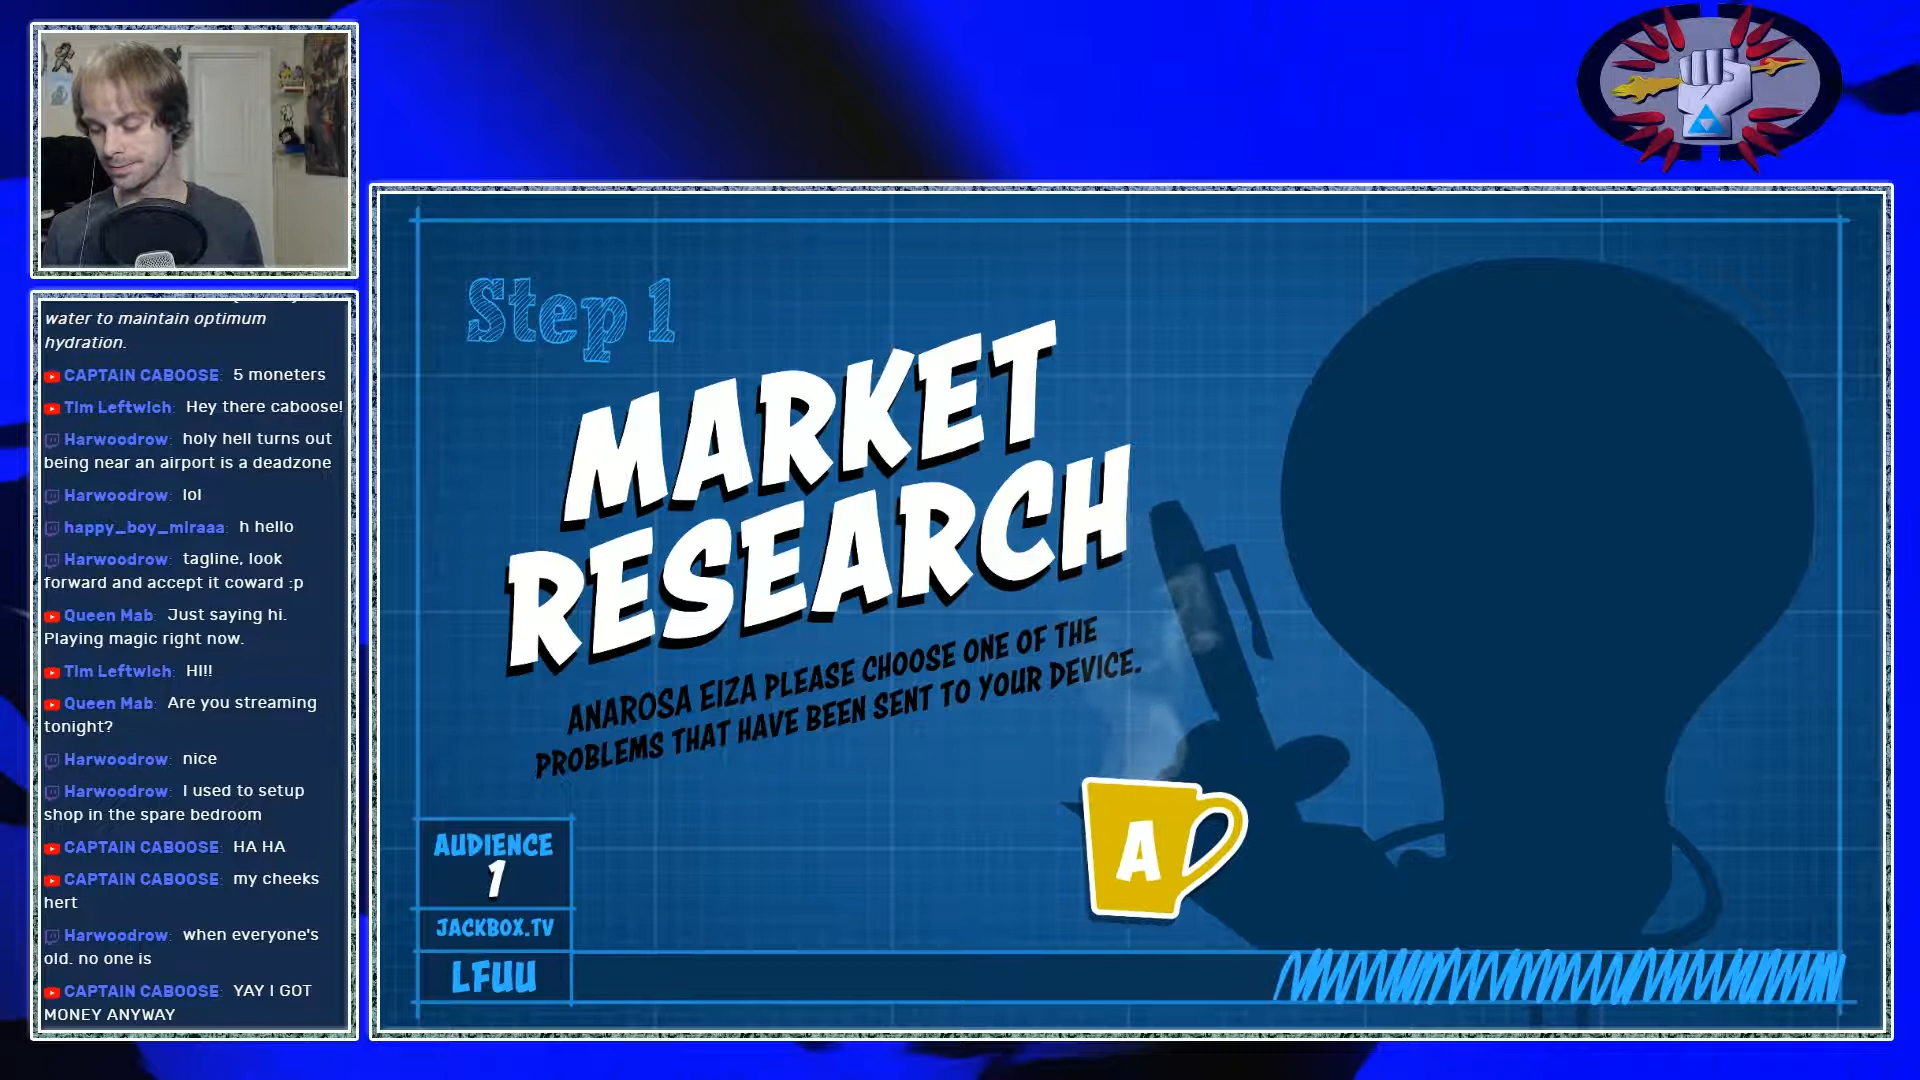 water to maintain optimum
hydration.
CAPTAIN CABOOSE: 5 moneters
Tim Leftwich: Hey there caboose!
Harwoodrow: holy hell turns out
being near an airport is a deadzone
Harwoodrow: lol
happy_boy_miraaa: h hello
Harwoodrow: tagline, look
forward and accept it coward :p
Queen Mab: Just saying hi.
Playing magic right now.
Tim Leftwich: HI!!
Queen Mab: Are you streaming
tonight?
Harwoodrow: nice
Harwoodrow: I used to setup
shop in the spare bedroom
CAPTAIN CABOOSE: HA HA
CAPTAIN CABOOSE: my cheeks
hert
Harwoodrow: when everyone's
old. no one is
CAPTAIN CABOOSE: YAY I GOT
MONEY ANYWAY
Step 1
MARKET
RESEARCH
ANAROSA EIZA PLEASE CHOOSE ONE OF THE
PROBLEMS THAT HAVE BEEN SENT TO YOUR DEVICE.
A
AUDIENCE
1
JACKBOX.TV
LFUU